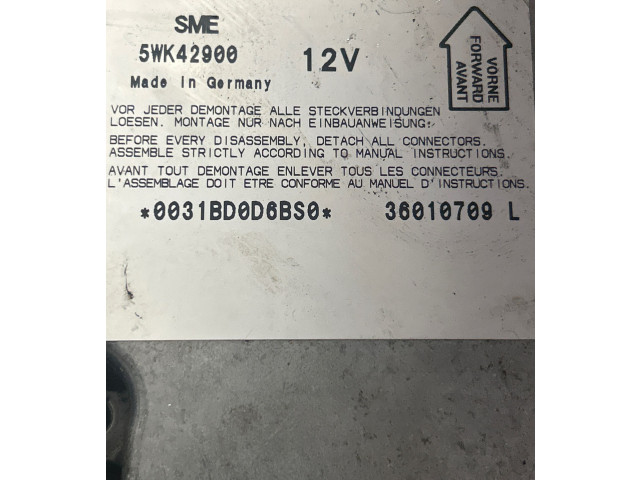 SME
5WK42900 12V
Made in Germany
VORNE
FORWARD
AVANT
VOR JEDER DEMONTAGE ALLE STECKVERBINDUNGEN
LOESEN. MONTAGE NUR NACH EINBAUANWEISUNG.
BEFORE EVERY DISASSEMBLY, DETACH ALL CONNECTORS.
ASSEMBLE STRICTLY ACCORDING TO MANUAL INSTRUCTIONS.
AVANT TOUT DEMONTAGE ENLEVER TOUS LES CONNECTEURS.
L'ASSEMBLAGE DOIT ETRE CONFORME AU MANUEL D'INSTRUCTIONS.
*0031BD0D6BS0* 36010709 L